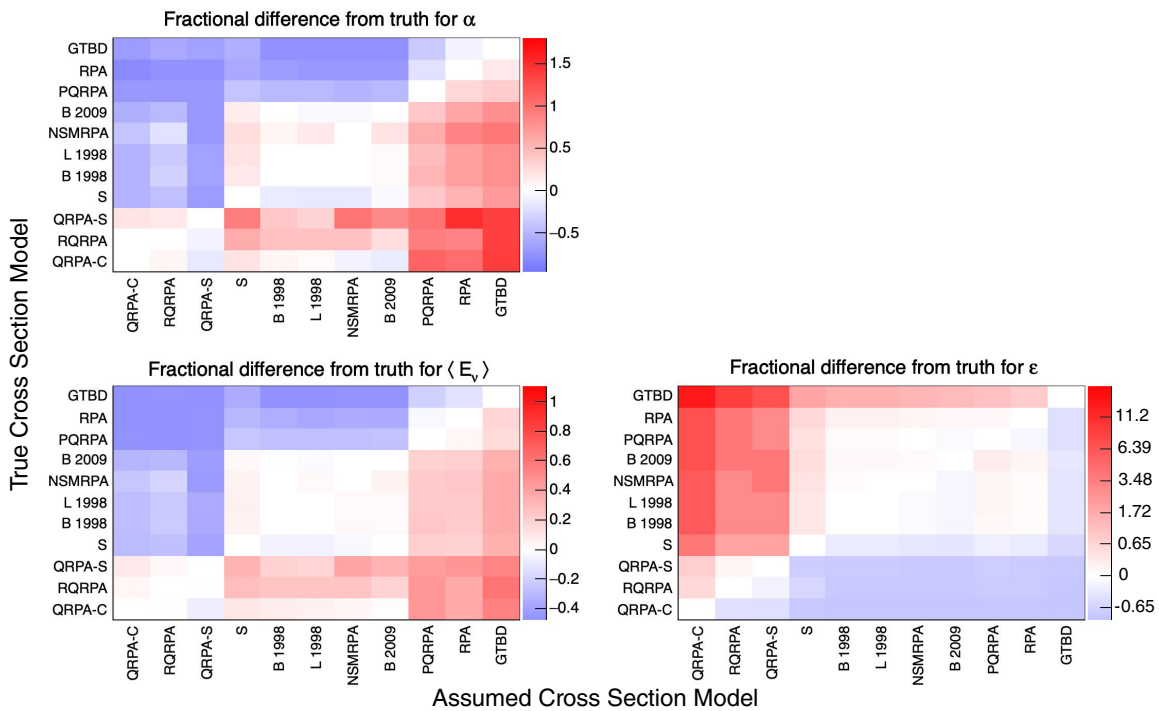 Fractional difference from truth for α
GTBD
RPA
PQRPA
B 2009
NSMRPA
L 1998
B 1998
S
QRPA-S
RQRPA
QRPA-C
1.5
1
0.5
0
−0.5
QRPA-C
RQRPA
QRPA-S
S
B 1998
L 1998
NSMRPA
B 2009
PQRPA
RPA
GTBD
True Cross Section Model
Fractional difference from truth for ⟨ Eν ⟩
GTBD
RPA
PQRPA
B 2009
NSMRPA
L 1998
B 1998
S
QRPA-S
RQRPA
QRPA-C
1
0.8
0.6
0.4
0.2
0
−0.2
−0.4
QRPA-C
RQRPA
QRPA-S
S
B 1998
L 1998
NSMRPA
B 2009
PQRPA
RPA
GTBD
Fractional difference from truth for ε
GTBD
RPA
PQRPA
B 2009
NSMRPA
L 1998
B 1998
S
QRPA-S
RQRPA
QRPA-C
11.2
6.39
3.48
1.72
0.65
0
-0.65
QRPA-C
RQRPA
QRPA-S
S
B 1998
L 1998
NSMRPA
B 2009
PQRPA
RPA
GTBD
Assumed Cross Section Model